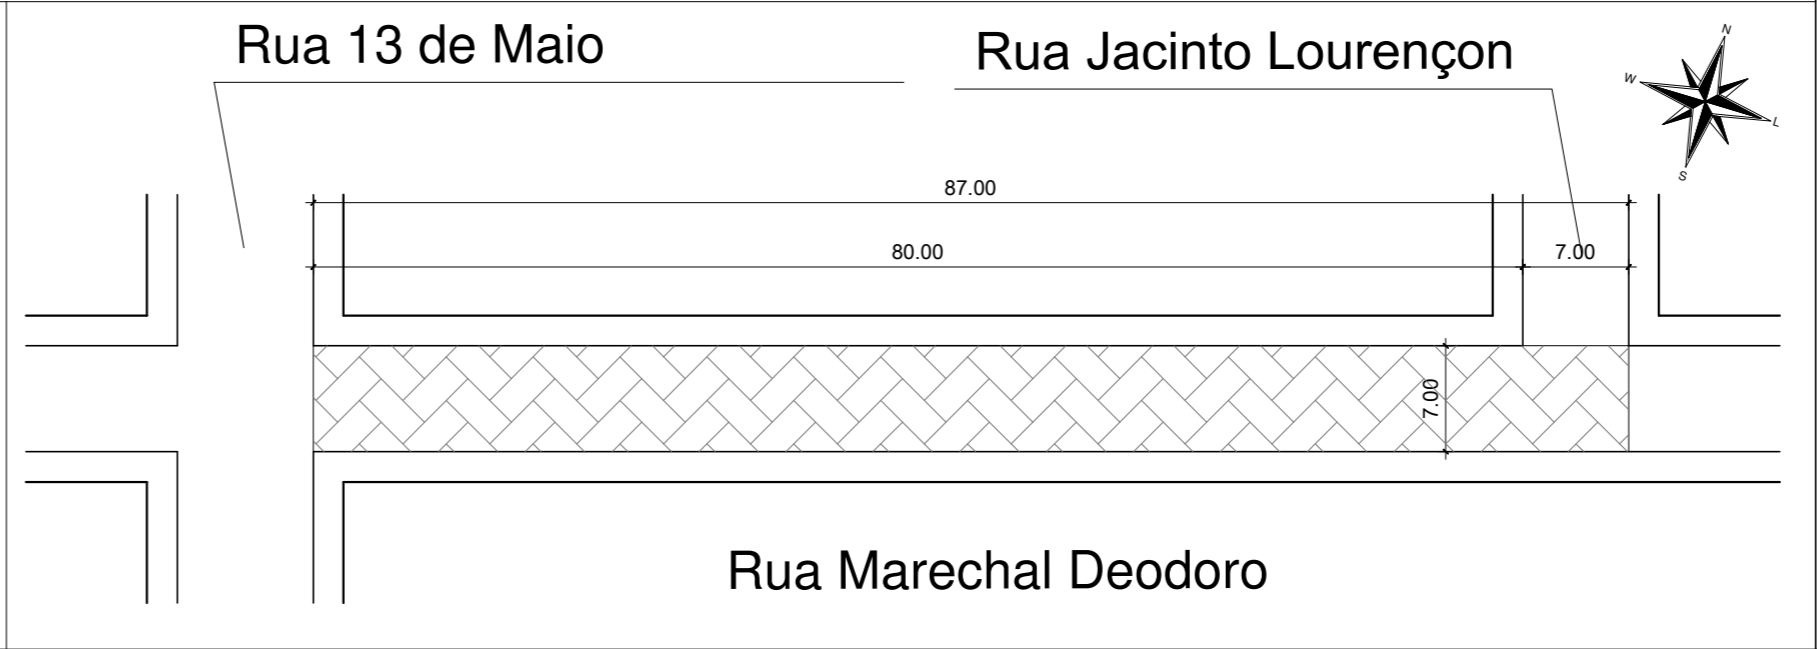 Rua 13 de Maio
Rua Jacinto Lourençon
N
W
L
S
87.00
80.00
7.00
7.00
Rua Marechal Deodoro